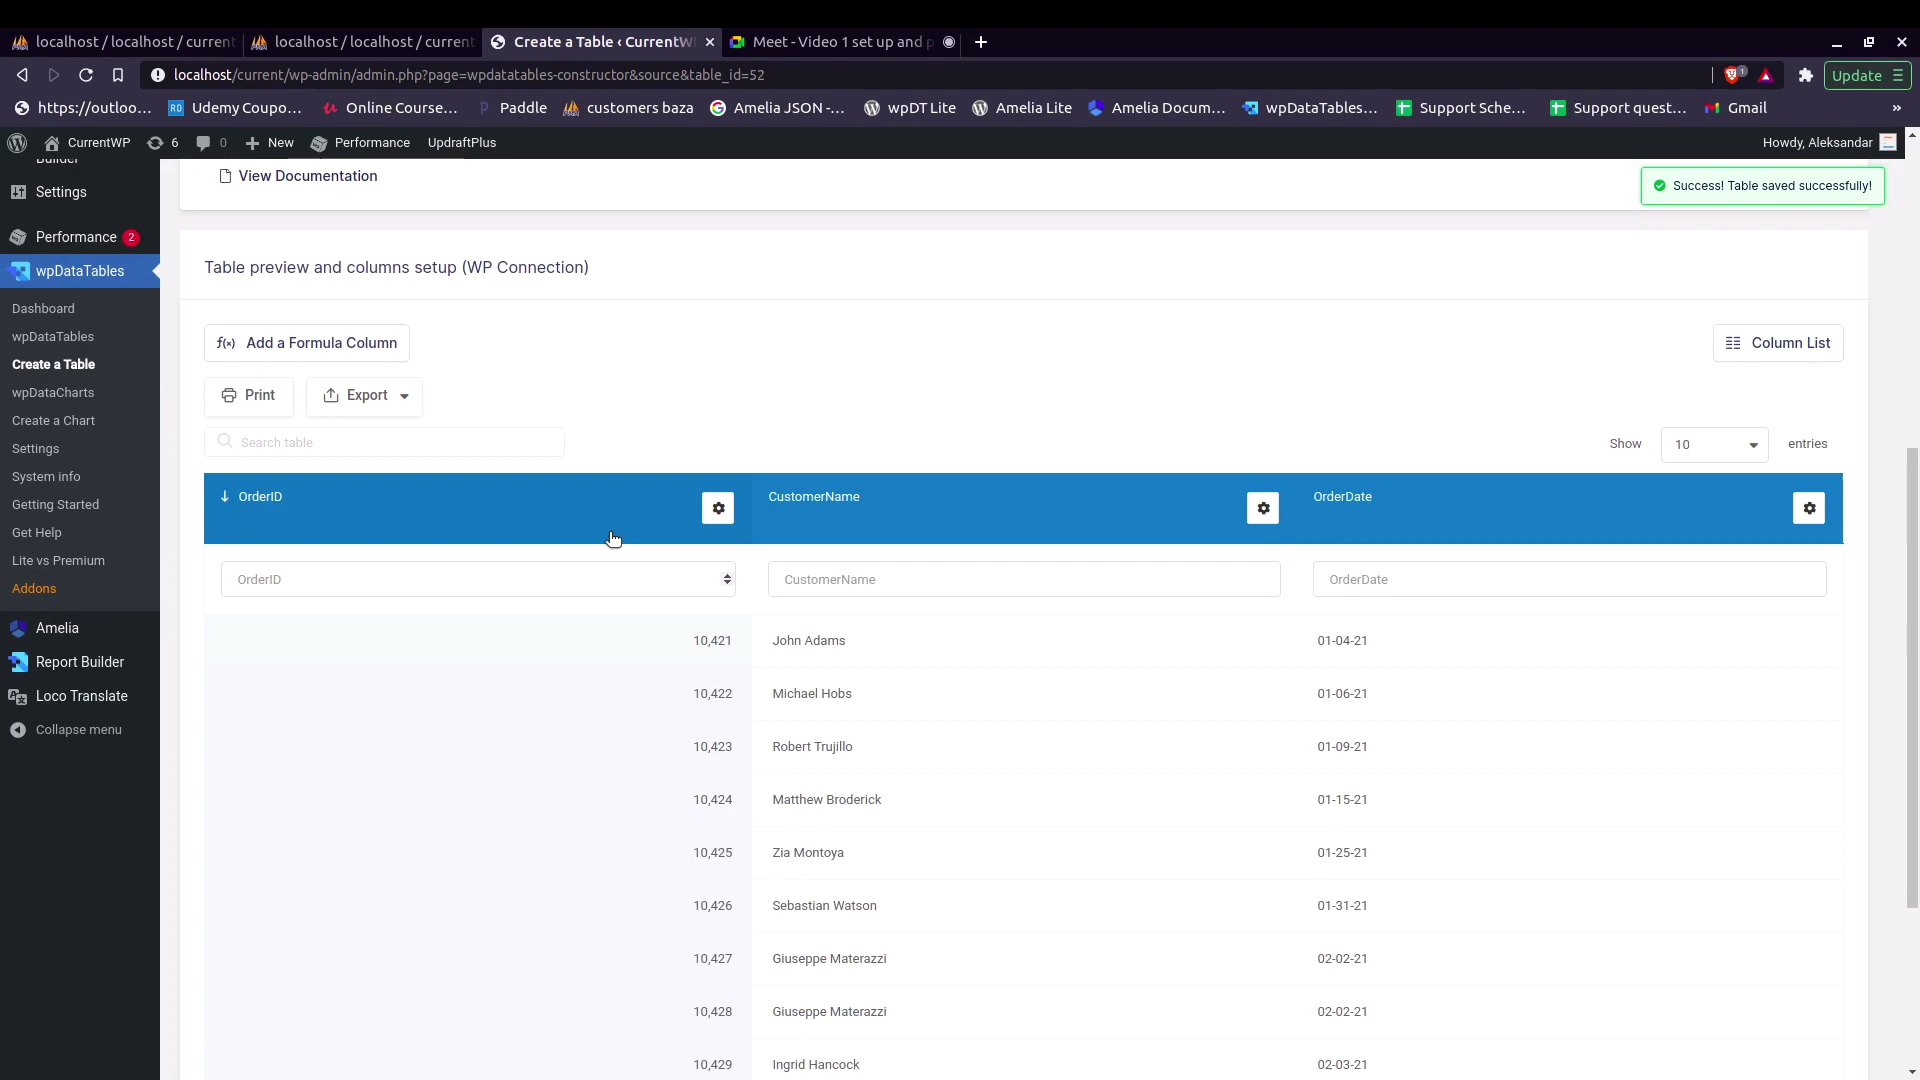 localhost / localhost / current
localhost / localhost / current
Create a Table ‹ CurrentW
Meet - Video 1 set up and p
localhost/current/wp-admin/admin.php?page=wpdatatables-constructor&source&table_id=52
1
Update
https://outloo...
Udemy Coupo...
Online Course...
Paddle
customers baza
Amelia JSON -...
wpDT Lite
Amelia Lite
Amelia Docum...
wpDataTables...
Support Sche...
Support quest...
Gmail
»
CurrentWP
6
0
New
Performance
UpdraftPlus
Howdy, Aleksandar
Builder
Settings
Performance 2
wpDataTables
Dashboard
wpDataTables
Create a Table
wpDataCharts
Create a Chart
Settings
System info
Getting Started
Get Help
Lite vs Premium
Addons
Amelia
Report Builder
Loco Translate
Collapse menu
View Documentation
Success! Table saved successfully!
Table preview and columns setup (WP Connection)
f(x) Add a Formula Column
Column List
Print
Export
Search table
Show 10 entries
OrderID CustomerName OrderDate
OrderID CustomerName OrderDate
10,421 John Adams 01-04-21
10,422 Michael Hobs 01-06-21
10,423 Robert Trujillo 01-09-21
10,424 Matthew Broderick 01-15-21
10,425 Zia Montoya 01-25-21
10,426 Sebastian Watson 01-31-21
10,427 Giuseppe Materazzi 02-02-21
10,428 Giuseppe Materazzi 02-02-21
10,429 Ingrid Hancock 02-03-21